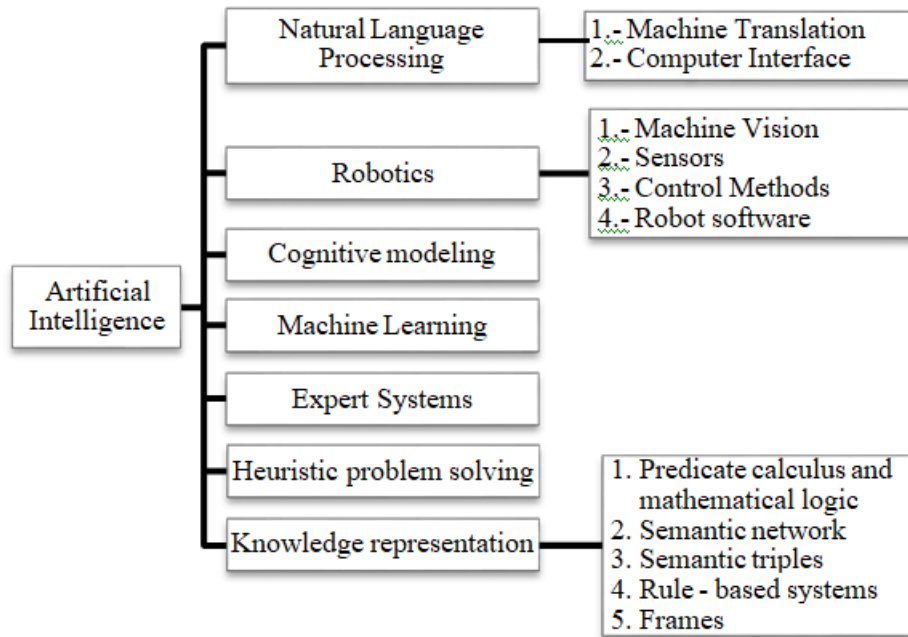 Natural Language
Processing
1.- Machine Translation
2.- Computer Interface
Robotics
1.- Machine Vision
2.- Sensors
3.- Control Methods
4.- Robot software
Cognitive modeling
Artificial
Intelligence
Machine Learning
Expert Systems
Heuristic problem solving
Knowledge representation
1. Predicate calculus and
mathematical logic
2. Semantic network
3. Semantic triples
4. Rule - based systems
5. Frames